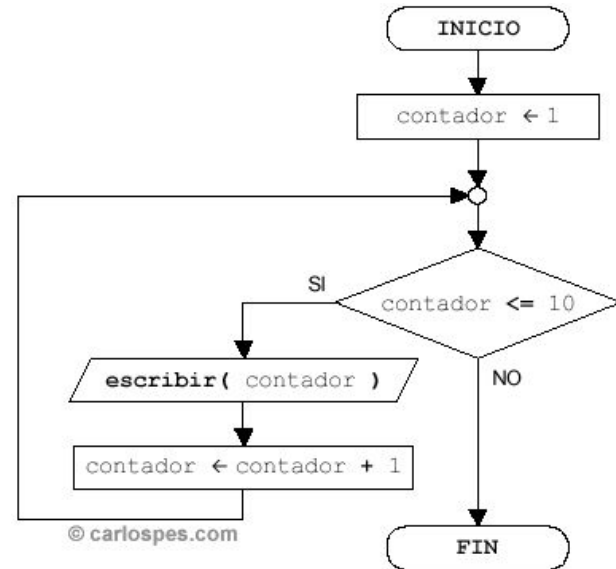 INICIO
contador ← 1
contador <= 10
SI
NO
escribir( contador )
contador ← contador + 1
© carlospes.com
FIN